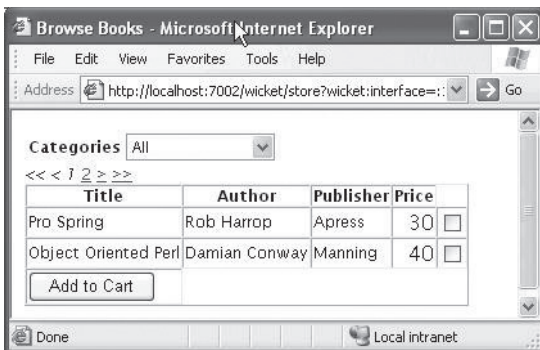 Browse Books - Microsoft Internet Explorer
File Edit View Favorites Tools Help
Address http://localhost:7002/wicket/store?wicket:interface=: Go
Categories All
<< < 1 2 > >>
Title Author Publisher Price
Pro Spring Rob Harrop Apress 30
Object Oriented Perl Damian Conway Manning 40
Add to Cart
Done Local intranet